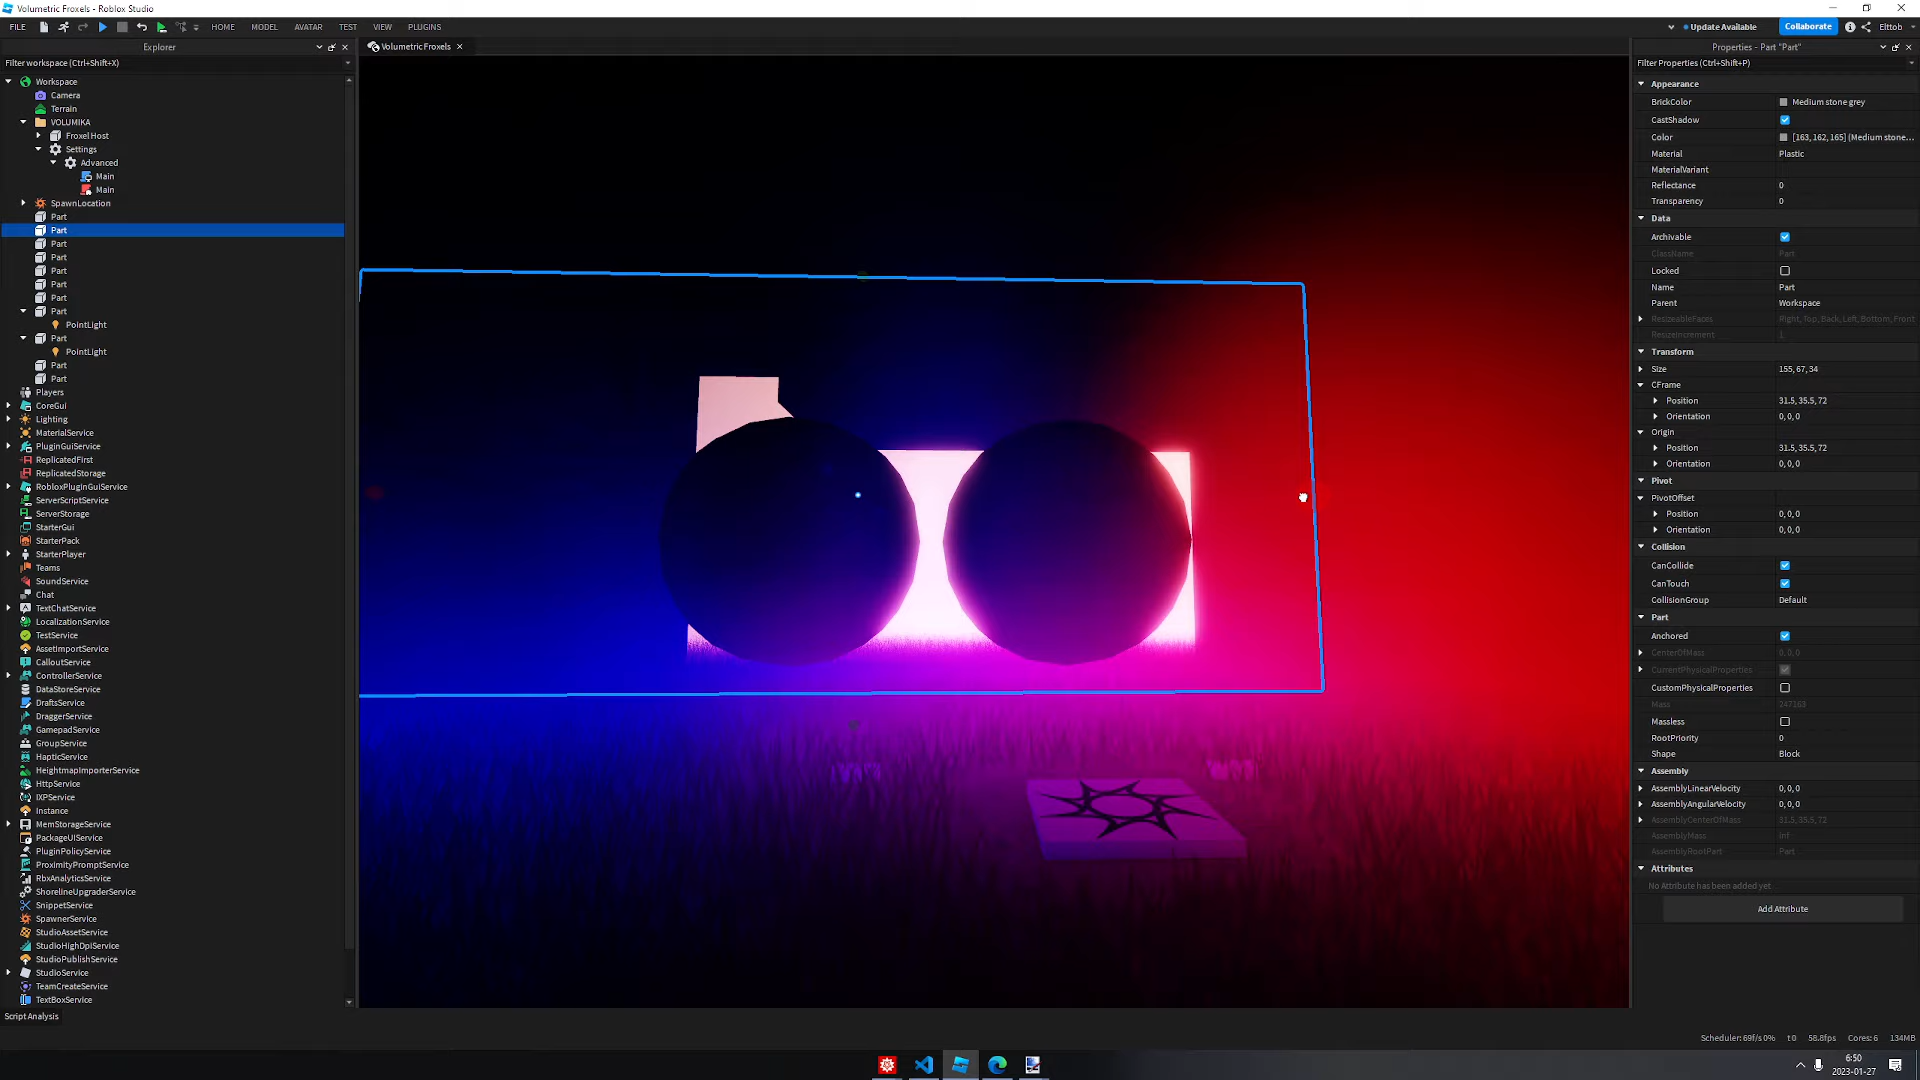 Volumetric Froxels - Roblox Studio
FILE HOME MODEL AVATAR TEST VIEW PLUGINS Update Available Collaborate Elttob
Explorer
Filter workspace (Ctrl+Shift+X)
Workspace
Camera
Terrain
VOLUMIKA
Froxel Host
Settings
Advanced
Main
Main
SpawnLocation
Part
Part
Part
Part
Part
Part
Part
Part
PointLight
Part
PointLight
Part
Part
Players
CoreGui
Lighting
MaterialService
PluginGuiService
ReplicatedFirst
ReplicatedStorage
RobloxPluginGuiService
ServerScriptService
ServerStorage
StarterGui
StarterPack
StarterPlayer
Teams
SoundService
Chat
TextChatService
LocalizationService
TestService
AssetImportService
CalloutService
ControllerService
DataStoreService
DraftsService
DraggerService
GamepadService
GroupService
HapticService
HeightmapImporterService
HttpService
IXPService
Instance
MemStorageService
PackageUIService
PluginPolicyService
ProximityPromptService
RbxAnalyticsService
ShorelineUpgraderService
SnippetService
SpawnerService
StudioAssetService
StudioHighDpiService
StudioPublishService
StudioService
TeamCreateService
TextBoxService
Script Analysis
Volumetric Froxels
Properties - Part "Part"
Filter Properties (Ctrl+Shift+P)
Appearance
BrickColor Medium stone grey
CastShadow
Color [163, 162, 165] (Medium stone...
Material Plastic
MaterialVariant
Reflectance 0
Transparency 0
Data
Archivable
ClassName Part
Locked
Name Part
Parent Workspace
ResizeableFaces Right, Top, Back, Left, Bottom, Front
ResizeIncrement 1
Transform
Size 155, 67, 34
CFrame
Position 31.5, 35.5, 72
Orientation 0, 0, 0
Origin
Position 31.5, 35.5, 72
Orientation 0, 0, 0
Pivot
PivotOffset
Position 0, 0, 0
Orientation 0, 0, 0
Collision
CanCollide
CanTouch
CollisionGroup Default
Part
Anchored
CenterOfMass 0, 0, 0
CurrentPhysicalProperties
CustomPhysicalProperties
Mass 247163
Massless
RootPriority 0
Shape Block
Assembly
AssemblyLinearVelocity 0, 0, 0
AssemblyAngularVelocity 0, 0, 0
AssemblyCenterOfMass 31.5, 35.5, 72
AssemblyMass inf
AssemblyRootPart Part
Attributes
No Attribute has been added yet
Add Attribute
Scheduler: 69f/s 0% t0 58.8fps Cores: 6 134MB
6:50
2023-01-27